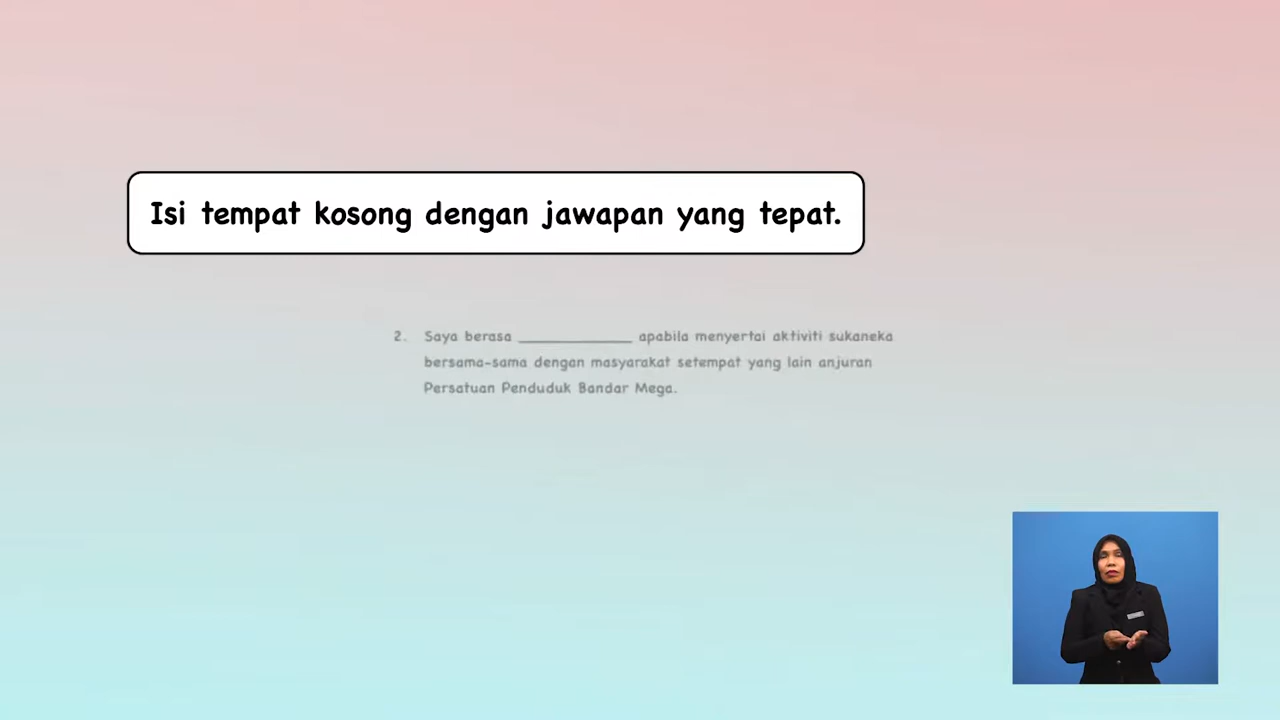 Isi tempat kosong dengan jawapan yang tepat.
2. Saya berasa ______________ apabila menyertai aktiviti sukaneka
bersama-sama dengan masyarakat setempat yang lain anjuran
Persatuan Penduduk Bandar Mega.